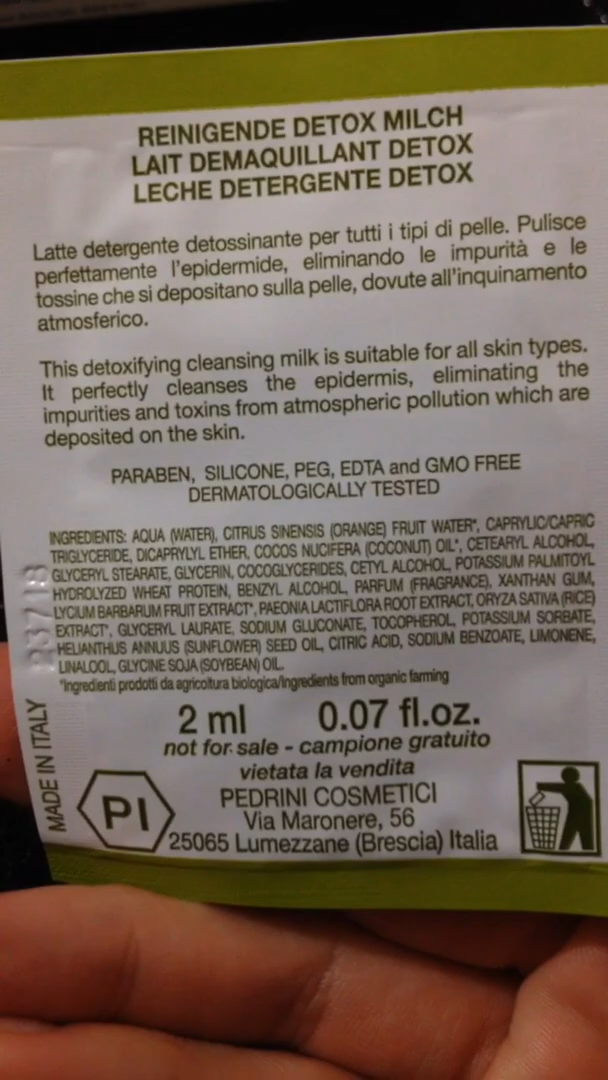 REINIGENDE DETOX MILCH
LAIT DEMAQUILLANT DETOX
LECHE DETERGENTE DETOX
Latte detergente detossinante per tutti i tipi di pelle. Pulisce
perfettamente l'epidermide, eliminando le impurità e le
tossine che si depositano sulla pelle, dovute all'inquinamento
atmosferico.
This detoxifying cleansing milk is suitable for all skin types.
It perfectly cleanses the epidermis, eliminating the
impurities and toxins from atmospheric pollution which are
deposited on the skin.
PARABEN, SILICONE, PEG, EDTA and GMO FREE
DERMATOLOGICALLY TESTED
INGREDIENTS: AQUA (WATER), CITRUS SINENSIS (ORANGE) FRUIT WATER*, CAPRYLIC/CAPRIC
TRIGLYCERIDE, DICAPRYLYL ETHER, COCOS NUCIFERA (COCONUT) OIL*, CETEARYL ALCOHOL,
GLYCERYL STEARATE, GLYCERIN, COCOGLYCERIDES, CETYL ALCOHOL, POTASSIUM PALMITOYL
HYDROLYZED WHEAT PROTEIN, BENZYL ALCOHOL, PARFUM (FRAGRANCE), XANTHAN GUM,
LYCIUM BARBARUM FRUIT EXTRACT*, PAEONIA LACTIFLORA ROOT EXTRACT, ORYZA SATIVA (RICE)
EXTRACT*, GLYCERYL LAURATE, SODIUM GLUCONATE, TOCOPHEROL, POTASSIUM SORBATE,
HELIANTHUS ANNUUS (SUNFLOWER) SEED OIL, CITRIC ACID, SODIUM BENZOATE, LIMONENE,
LINALOOL, GLYCINE SOJA (SOYBEAN) OIL.
*Ingredienti prodotti da agricoltura biologica/Ingredients from organic farming
2 ml 0.07 fl.oz.
not for sale - campione gratuito
vietata la vendita
PEDRINI COSMETICI
Via Maronere, 56
25065 Lumezzane (Brescia) Italia
PI
MADE IN ITALY